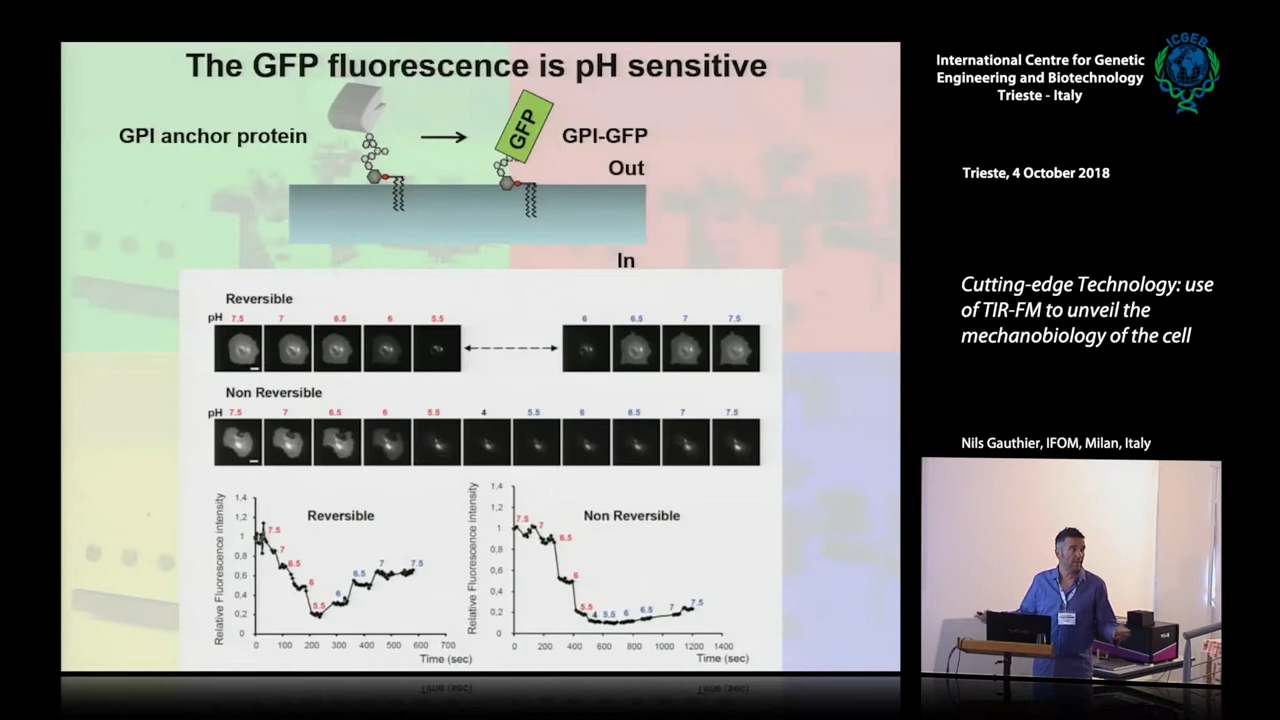 The GFP fluorescence is pH sensitive
GPI anchor protein
GFP
GPI-GFP
Out
In
Reversible
pH 7.5 7 6.5 6 5.5 6 6.5 7 7.5
Non Reversible
pH 7.5 7 6.5 6 5.5 4 5.5 6 6.5 7 7.5
Relative Fluorescence intensity
1,4
1,2
1
0,8
0,6
0,4
0,2
0
Reversible
7.5
7
6.5
6
5.5
6
6.5
7
7.5
0 100 200 300 400 500 600 700
Time (sec)
Relative Fluorescence intensity
1,4
1,2
1
0,8
0,6
0,4
0,2
0
Non Reversible
7.5
7
6.5
6
5.5
4
5.5
6
6.5
7
7.5
0 200 400 600 800 1000 1200 1400
Time (sec)
ICGEB
International Centre for Genetic
Engineering and Biotechnology
Trieste - Italy
Trieste, 4 October 2018
Cutting-edge Technology: use
of TIR-FM to unveil the
mechanobiology of the cell
Nils Gauthier, IFOM, Milan, Italy